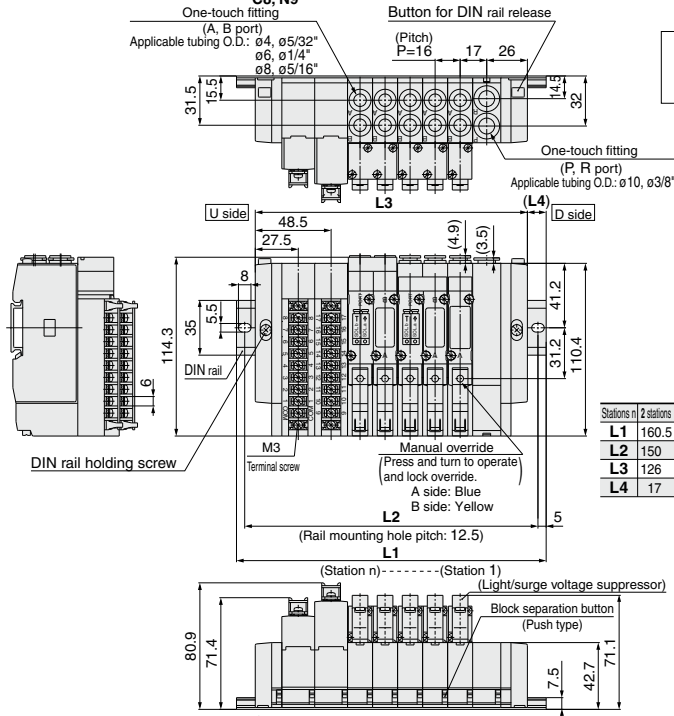 C8, N9
One-touch fitting
(A, B port)
Applicable tubing O.D.: ø4, ø5/32"
ø6, ø1/4"
ø8, ø5/16"
Button for DIN rail release
(Pitch)
P=16
17
26
31.5
15.5
14.5
32
One-touch fitting
(P, R port)
Applicable tubing O.D.: ø10, ø3/8"
L3
(L4)
U side
D side
48.5
27.5
(4.9)
(3.5)
8
5.5
35
114.3
41.2
31.2
110.4
6
DIN rail
DIN rail holding screw
M3
Terminal screw
Manual override
(Press and turn to operate
and lock override.)
A side: Blue
B side: Yellow
L2
5
(Rail mounting hole pitch: 12.5)
L1
Stations n 2 stations
L1 160.5
L2 150
L3 126
L4 17
(Station n)--------(Station 1)
(Light/surge voltage suppressor)
Block separation button
(Push type)
80.9
71.4
7.5
42.7
71.1